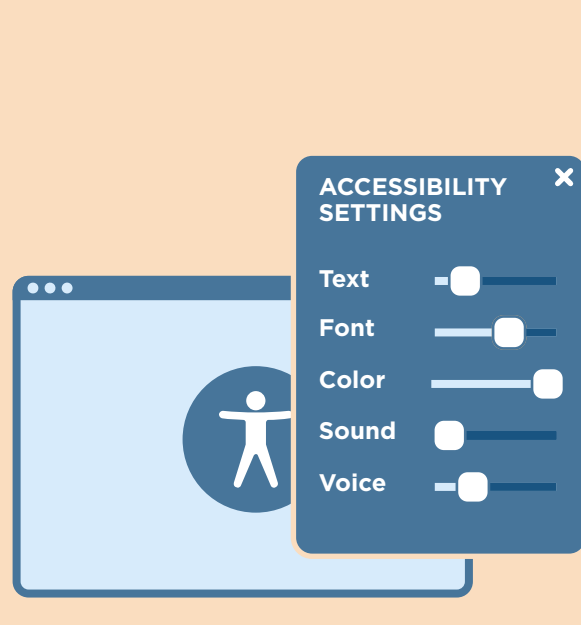 ACCESSIBILITY
SETTINGS
Text
Font
Color
Sound
Voice